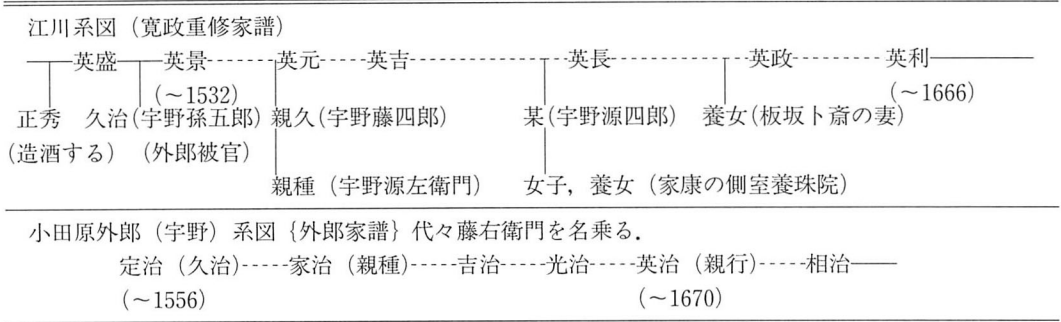 江川系図（寛政重修家譜）
英盛 英景 英元 英吉 英長 英政 英利
(〜1532) (〜1666)
正秀 久治(宇野孫五郎) 親久(宇野藤四郎) 某(宇野源四郎) 養女(板坂卜斎の妻)
(造酒する) (外郎被官)
親種（宇野源左衛門） 女子，養女（家康の側室養珠院）
小田原外郎（宇野）系図｛外郎家譜｝代々藤右衛門を名乗る．
定治（久治）-----家治（親種）-----吉治-----光治-----英治（親行）-----相治
(〜1556) (〜1670)